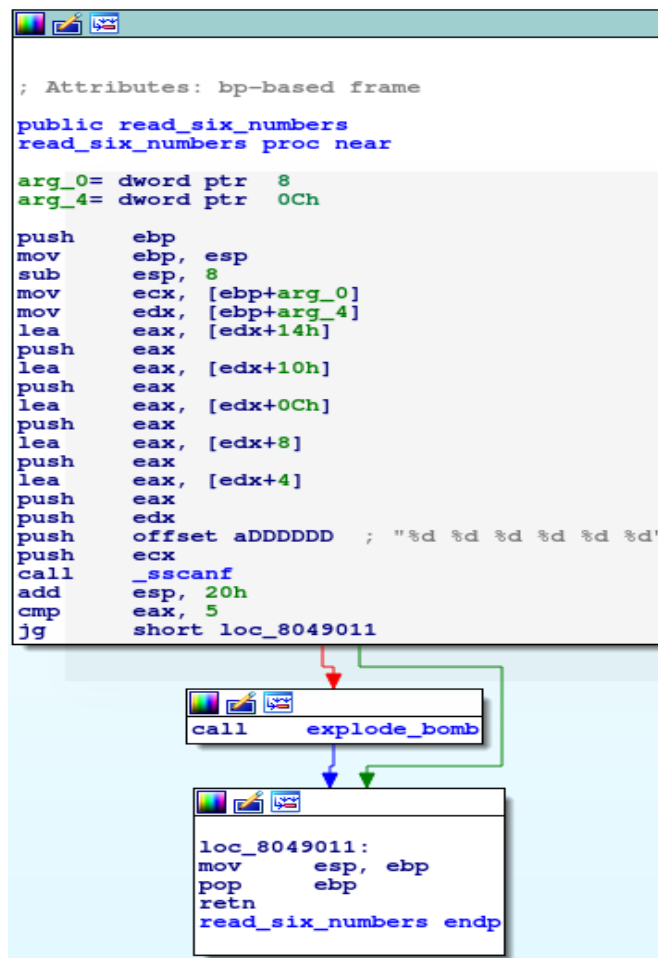 ; Attributes: bp-based frame
public read_six_numbers
read_six_numbers proc near
arg_0= dword ptr  8
arg_4= dword ptr  0Ch
push    ebp
mov     ebp, esp
sub     esp, 8
mov     ecx, [ebp+arg_0]
mov     edx, [ebp+arg_4]
lea     eax, [edx+14h]
push    eax
lea     eax, [edx+10h]
push    eax
lea     eax, [edx+0Ch]
push    eax
lea     eax, [edx+8]
push    eax
lea     eax, [edx+4]
push    eax
push    edx
push    offset aDDDDDD  ; "%d %d %d %d %d %d"
push    ecx
call    _sscanf
add     esp, 20h
cmp     eax, 5
jg      short loc_8049011
call    explode_bomb
loc_8049011:
mov     esp, ebp
pop     ebp
retn
read_six_numbers endp